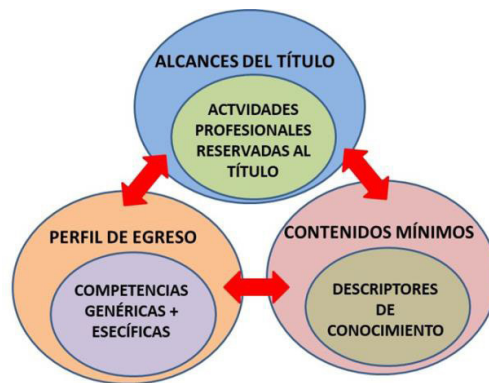 ALCANCES DEL TÍTULO
ACTVIDADES
PROFESIONALES
RESERVADAS AL
TÍTULO
PERFIL DE EGRESO
COMPETENCIAS
GENÉRICAS +
ESECÍFICAS
CONTENIDOS MÍNIMOS
DESCRIPTORES
DE
CONOCIMIENTO